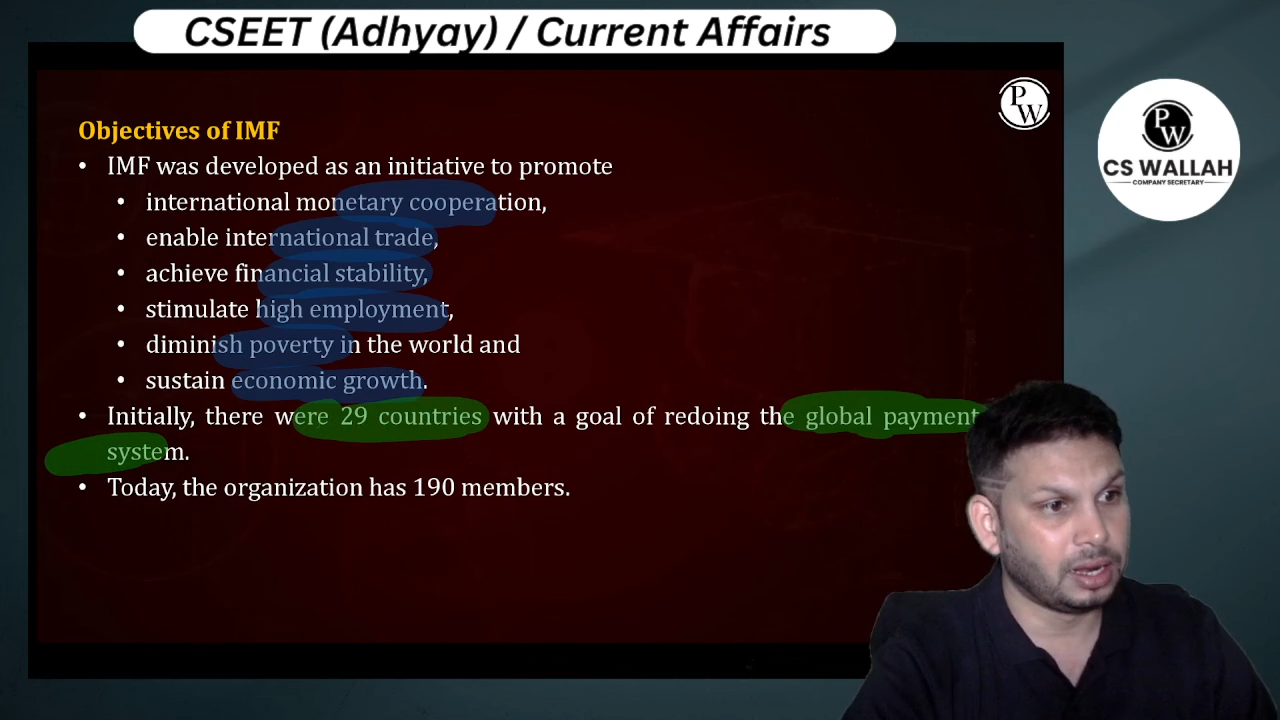 CSEET (Adhyay) / Current Affairs
PW
PW
CS WALLAH
COMPANY SECRETARY
Objectives of IMF
• IMF was developed as an initiative to promote
• international monetary cooperation,
• enable international trade,
• achieve financial stability,
• stimulate high employment,
• diminish poverty in the world and
• sustain economic growth.
• Initially, there were 29 countries with a goal of redoing the global payment
system.
• Today, the organization has 190 members.